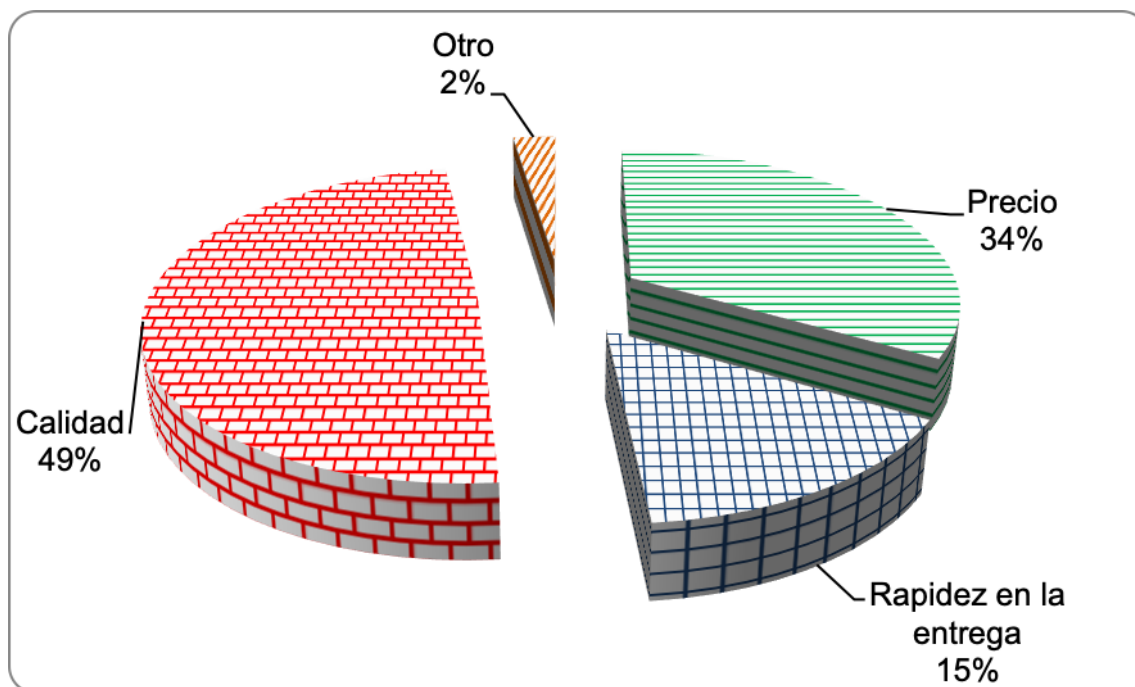 Otro
2%
Precio
34%
Calidad
49%
Rapidez en la
entrega
15%